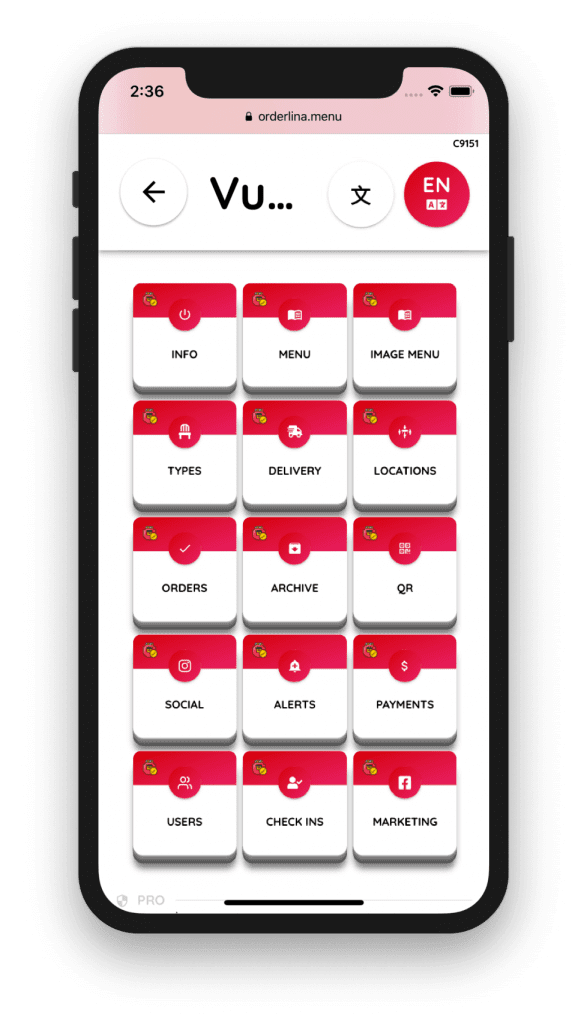 2:36
orderlina.menu
C9151
Vu...
文
EN
A 文
INFO
MENU
IMAGE MENU
TYPES
DELIVERY
LOCATIONS
ORDERS
ARCHIVE
QR
SOCIAL
ALERTS
$
PAYMENTS
USERS
CHECK INS
MARKETING
PRO